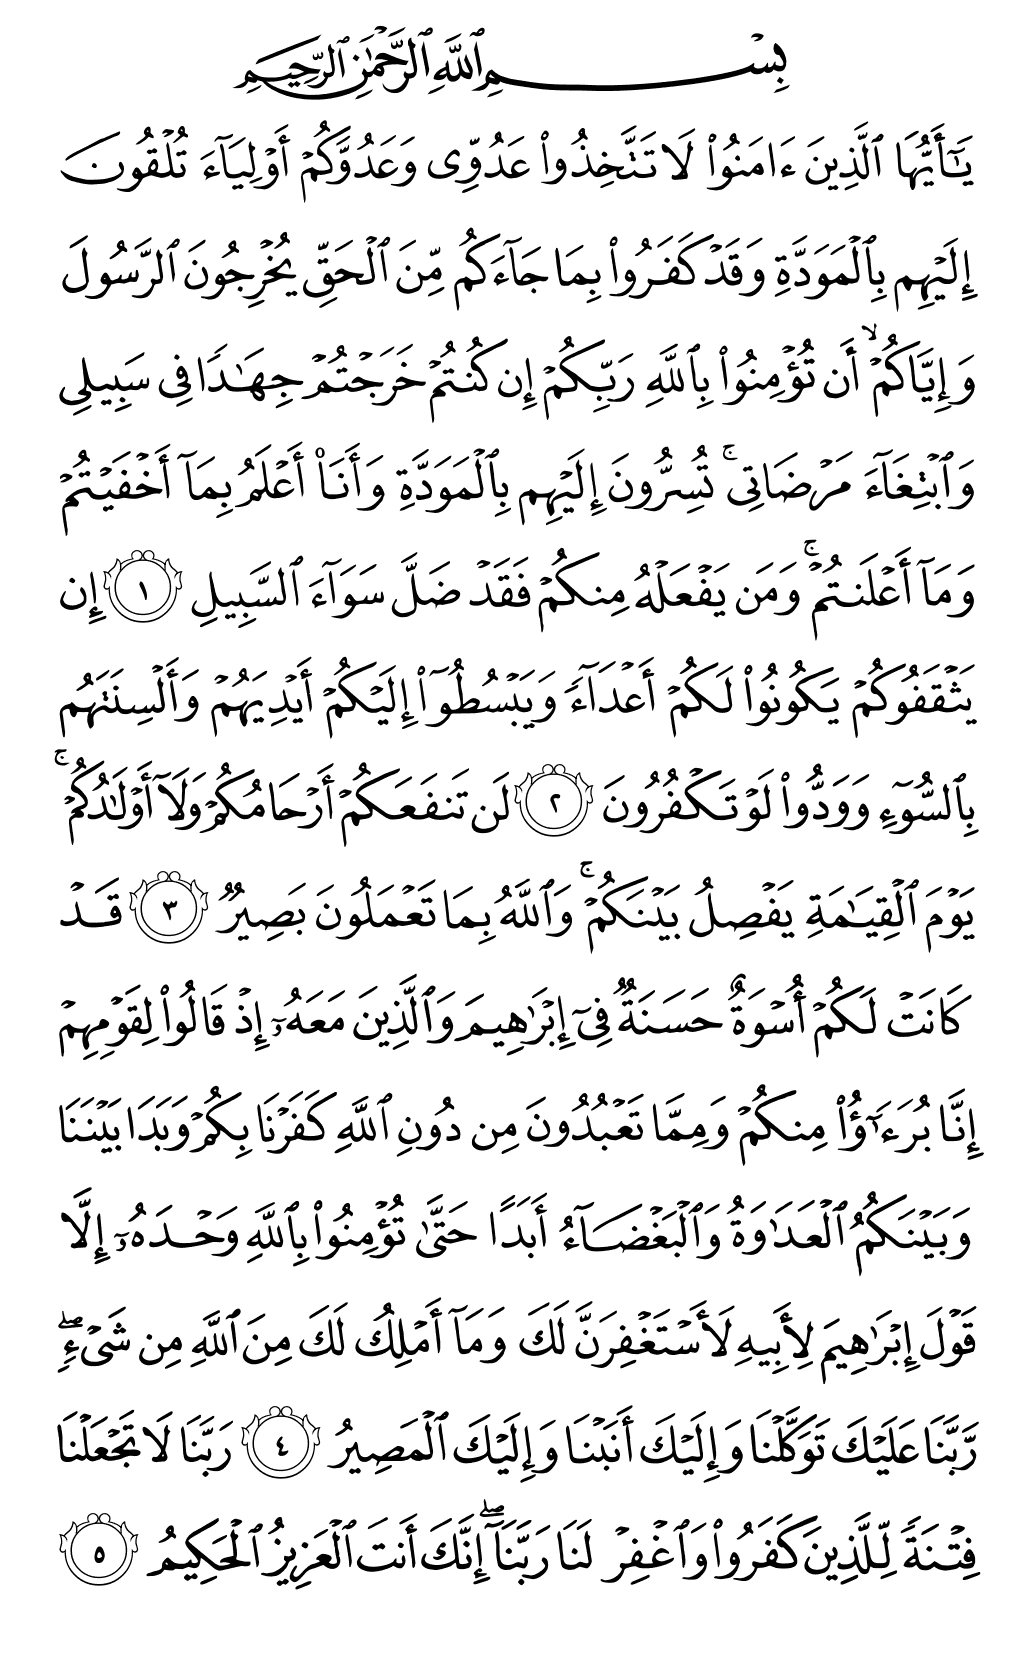 بِسْمِ ٱللَّهِ ٱلرَّحْمَٰنِ ٱلرَّحِيمِ
يَٰٓأَيُّهَا ٱلَّذِينَ ءَامَنُوا۟ لَا تَتَّخِذُوا۟ عَدُوِّى وَعَدُوَّكُمْ أَوْلِيَآءَ تُلْقُونَ
إِلَيْهِم بِٱلْمَوَدَّةِ وَقَدْ كَفَرُوا۟ بِمَا جَآءَكُم مِّنَ ٱلْحَقِّ يُخْرِجُونَ ٱلرَّسُولَ
وَإِيَّاكُمْ ۙ أَن تُؤْمِنُوا۟ بِٱللَّهِ رَبِّكُمْ إِن كُنتُمْ خَرَجْتُمْ جِهَٰدًا فِى سَبِيلِى
وَٱبْتِغَآءَ مَرْضَاتِى ۚ تُسِرُّونَ إِلَيْهِم بِٱلْمَوَدَّةِ وَأَنَا۠ أَعْلَمُ بِمَآ أَخْفَيْتُمْ
وَمَآ أَعْلَنتُمْ ۚ وَمَن يَفْعَلْهُ مِنكُمْ فَقَدْ ضَلَّ سَوَآءَ ٱلسَّبِيلِ ١ إِن
يَثْقَفُوكُمْ يَكُونُوا۟ لَكُمْ أَعْدَآءً وَيَبْسُطُوٓا۟ إِلَيْكُمْ أَيْدِيَهُمْ وَأَلْسِنَتَهُم
بِٱلسُّوٓءِ وَوَدُّوا۟ لَوْ تَكْفُرُونَ ٢ لَن تَنفَعَكُمْ أَرْحَامُكُمْ وَلَآ أَوْلَٰدُكُمْ ۚ
يَوْمَ ٱلْقِيَٰمَةِ يَفْصِلُ بَيْنَكُمْ ۚ وَٱللَّهُ بِمَا تَعْمَلُونَ بَصِيرٌ ٣ قَدْ
كَانَتْ لَكُمْ أُسْوَةٌ حَسَنَةٌ فِىٓ إِبْرَٰهِيمَ وَٱلَّذِينَ مَعَهُۥٓ إِذْ قَالُوا۟ لِقَوْمِهِمْ
إِنَّا بُرَءَٰٓؤُا۟ مِنكُمْ وَمِمَّا تَعْبُدُونَ مِن دُونِ ٱللَّهِ كَفَرْنَا بِكُمْ وَبَدَا بَيْنَنَا
وَبَيْنَكُمُ ٱلْعَدَٰوَةُ وَٱلْبَغْضَآءُ أَبَدًا حَتَّىٰ تُؤْمِنُوا۟ بِٱللَّهِ وَحْدَهُۥٓ إِلَّا
قَوْلَ إِبْرَٰهِيمَ لِأَبِيهِ لَأَسْتَغْفِرَنَّ لَكَ وَمَآ أَمْلِكُ لَكَ مِنَ ٱللَّهِ مِن شَىْءٍ ۖ
رَّبَّنَا عَلَيْكَ تَوَكَّلْنَا وَإِلَيْكَ أَنَبْنَا وَإِلَيْكَ ٱلْمَصِيرُ ٤ رَبَّنَا لَا تَجْعَلْنَا
فِتْنَةً لِّلَّذِينَ كَفَرُوا۟ وَٱغْفِرْ لَنَا رَبَّنَآ ۖ إِنَّكَ أَنتَ ٱلْعَزِيزُ ٱلْحَكِيمُ ٥